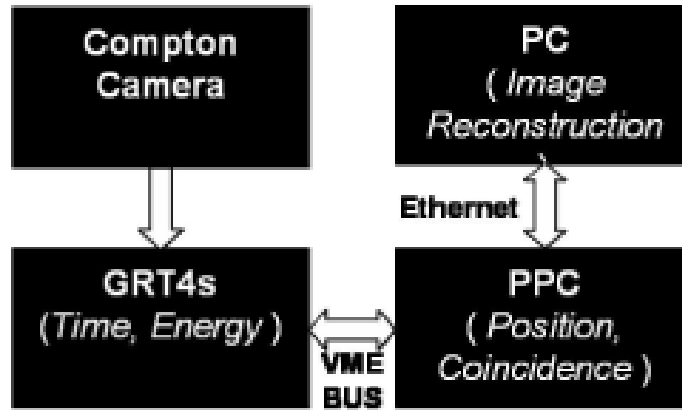 Compton
Camera
PC
( Image
Reconstruction
Ethernet
GRT4s
(Time, Energy )
VME
BUS
PPC
( Position,
Coincidence )